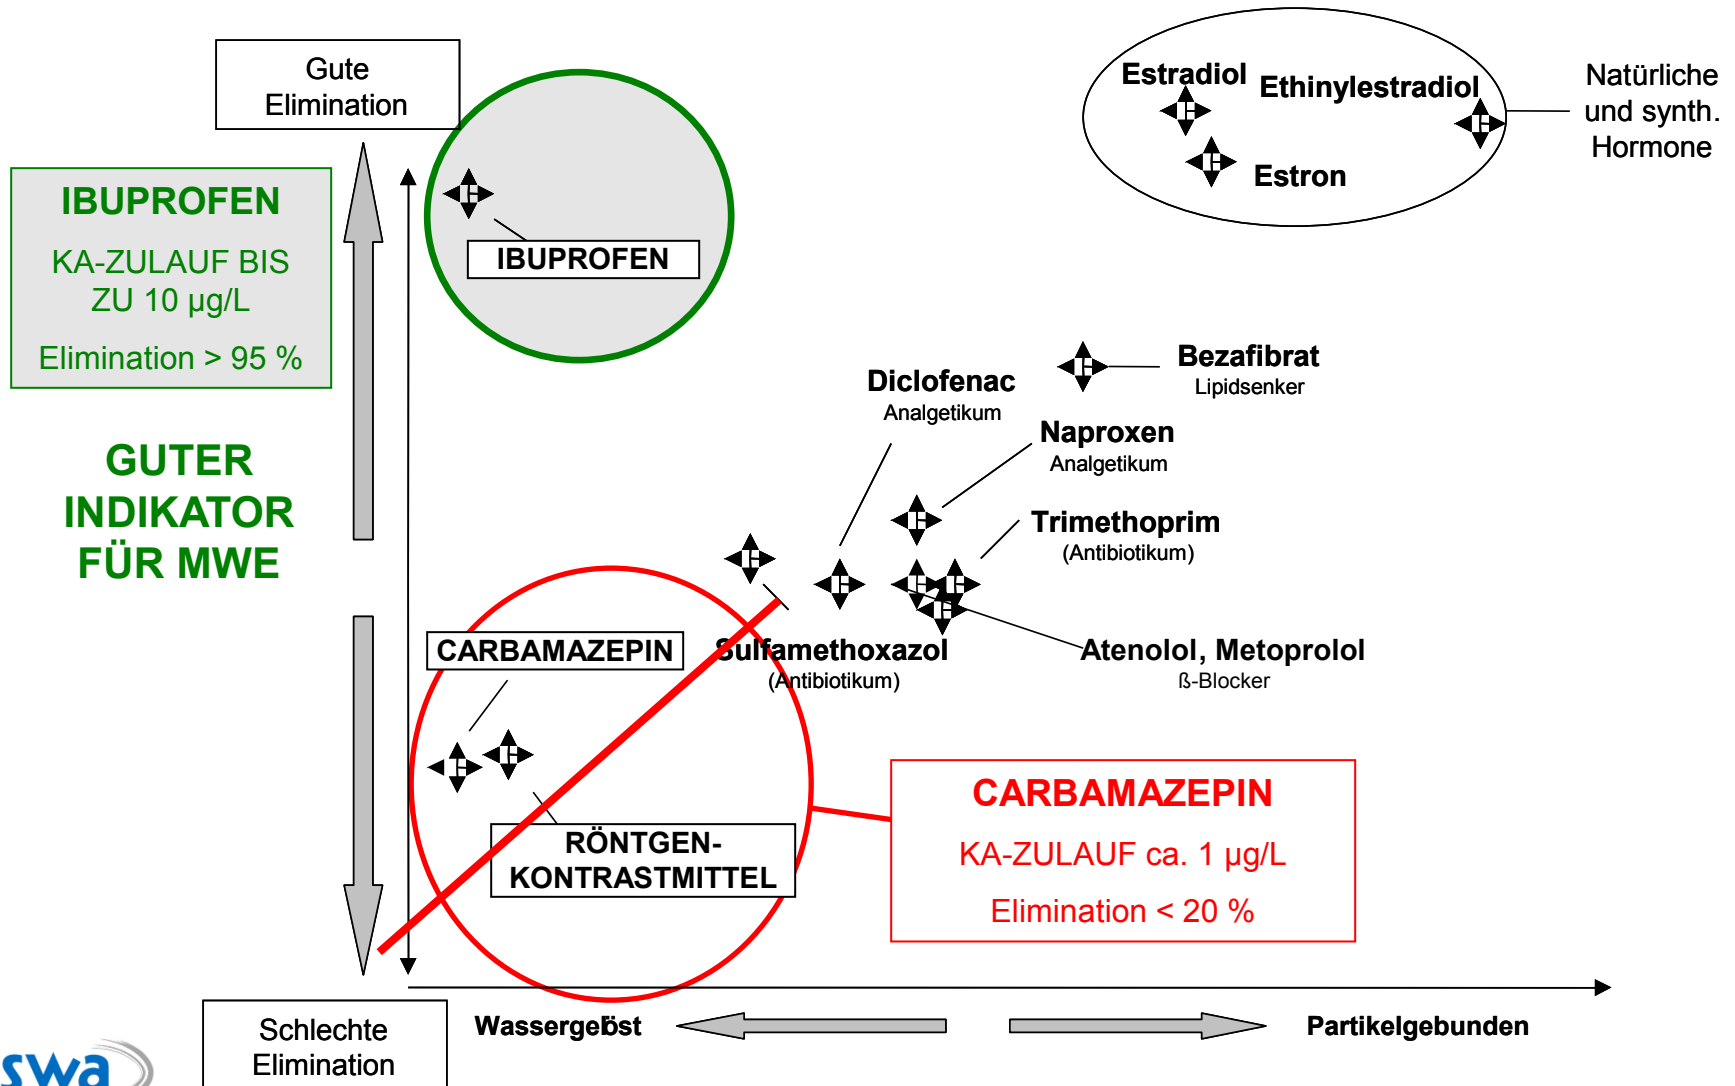 Gute
Elimination
IBUPROFEN
KA-ZULAUF BIS
ZU 10 µg/L
Elimination > 95 %
GUTER
INDIKATOR
FÜR MWE
IBUPROFEN
Estradiol
Ethinylestradiol
Estron
Natürliche
und synth.
Hormone
Bezafibrat
Lipidsenker
Diclofenac
Analgetikum
Naproxen
Analgetikum
Trimethoprim
(Antibiotikum)
CARBAMAZEPIN
Sulfamethoxazol
(Antibiotikum)
Atenolol, Metoprolol
ß-Blocker
RÖNTGEN-
KONTRASTMITTEL
CARBAMAZEPIN
KA-ZULAUF ca. 1 µg/L
Elimination < 20 %
Schlechte
Elimination
Wassergelöst
Partikelgebunden
swa